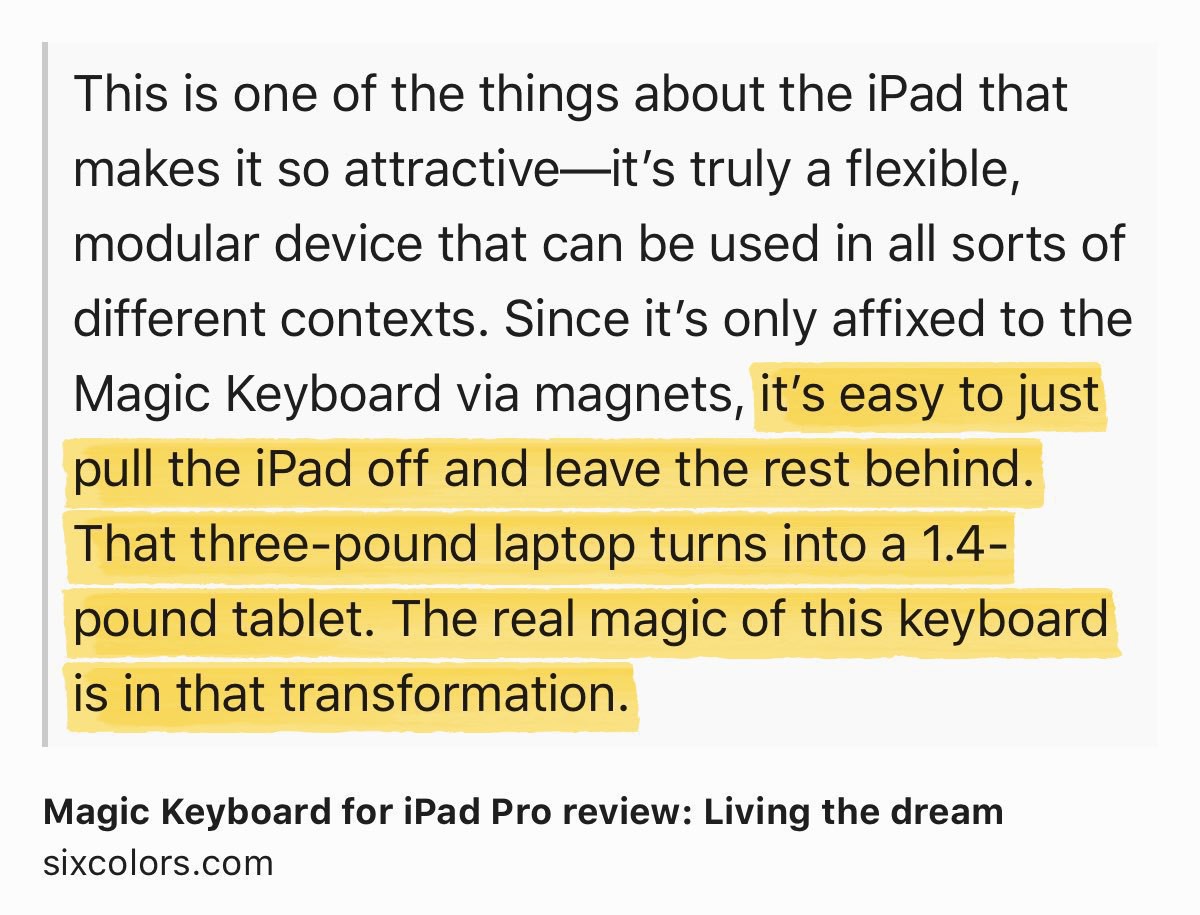 This is one of the things about the iPad that
makes it so attractive—it’s truly a flexible,
modular device that can be used in all sorts of
different contexts. Since it’s only affixed to the
Magic Keyboard via magnets, it’s easy to just
pull the iPad off and leave the rest behind.
That three-pound laptop turns into a 1.4-
pound tablet. The real magic of this keyboard
is in that transformation.
Magic Keyboard for iPad Pro review: Living the dream
sixcolors.com